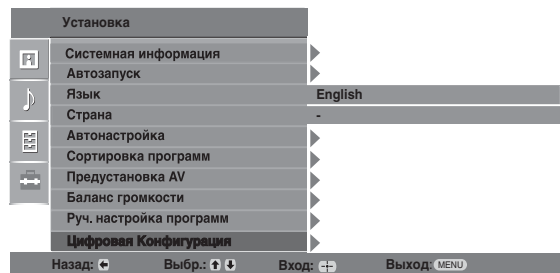 Установка
Системная информация
Автозапуск
Язык English
Страна -
Автонастройка
Сортировка программ
Предустановка AV
Баланс громкости
Руч. настройка программ
Цифровая Конфигурация
Назад: Выбр.: Вход: Выход: MENU